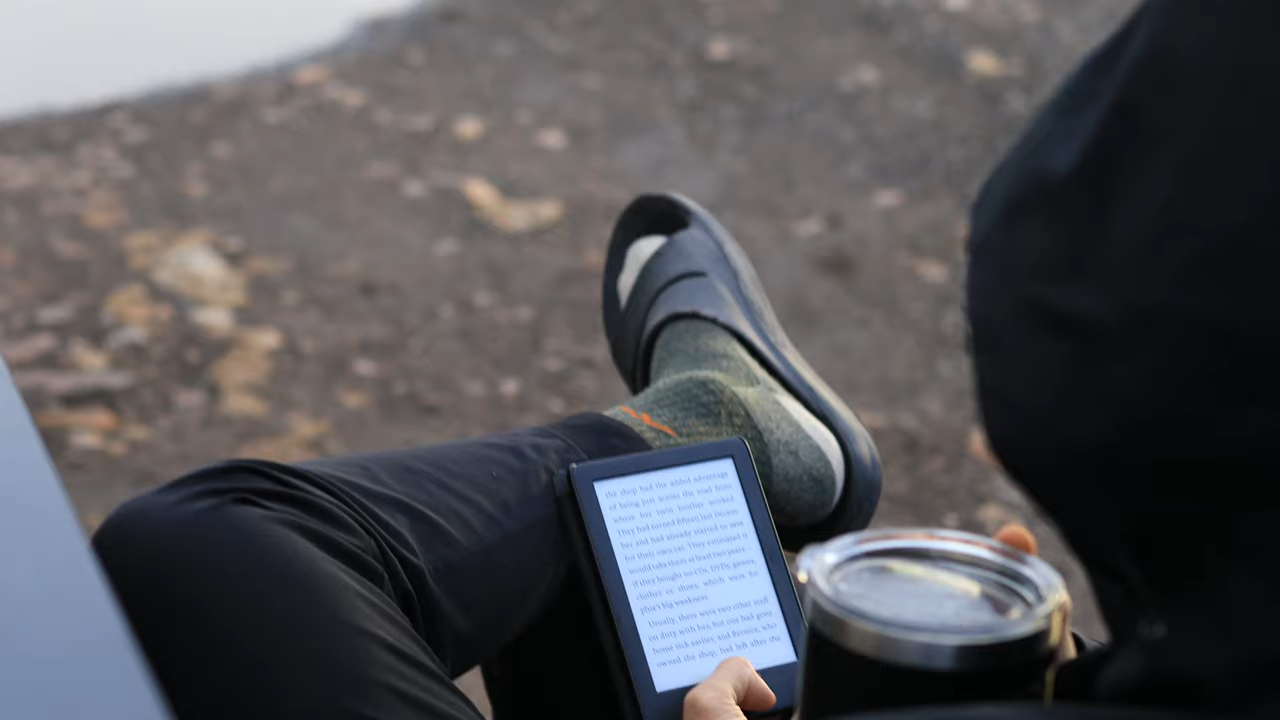 the shop had the added advantage
of being just across the road from
where her twin brother worked.
They had turned fifteen last Decem-
ber and had already started to save
for their own car. They estimated it
would take them at least two years—
if they bought no CDs, DVDs, games,
clothes or shoes, which were So-
phie's big weakness.
Usually, there were two other staff
on duty with her, but one had gone
home sick earlier, and Bernice, who
owned the shop, had left after the